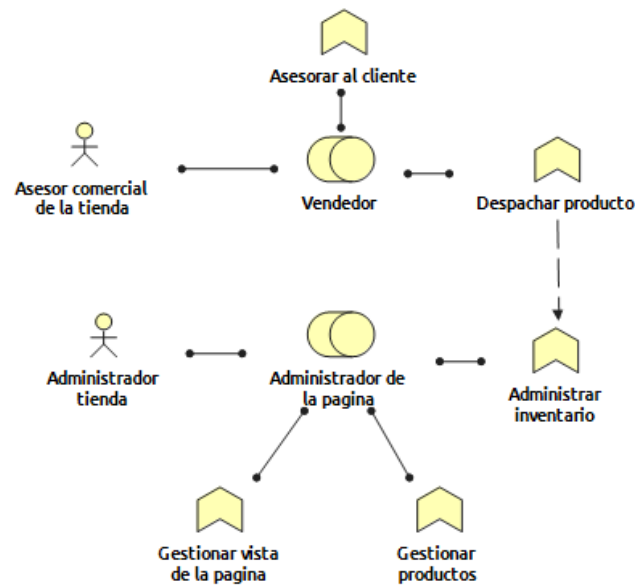 Asesorar al cliente
Asesor comercial
de la tienda
Vendedor
Despachar producto
Administrador
tienda
Administrador de
la pagina
Administrar
inventario
Gestionar vista
de la pagina
Gestionar
productos